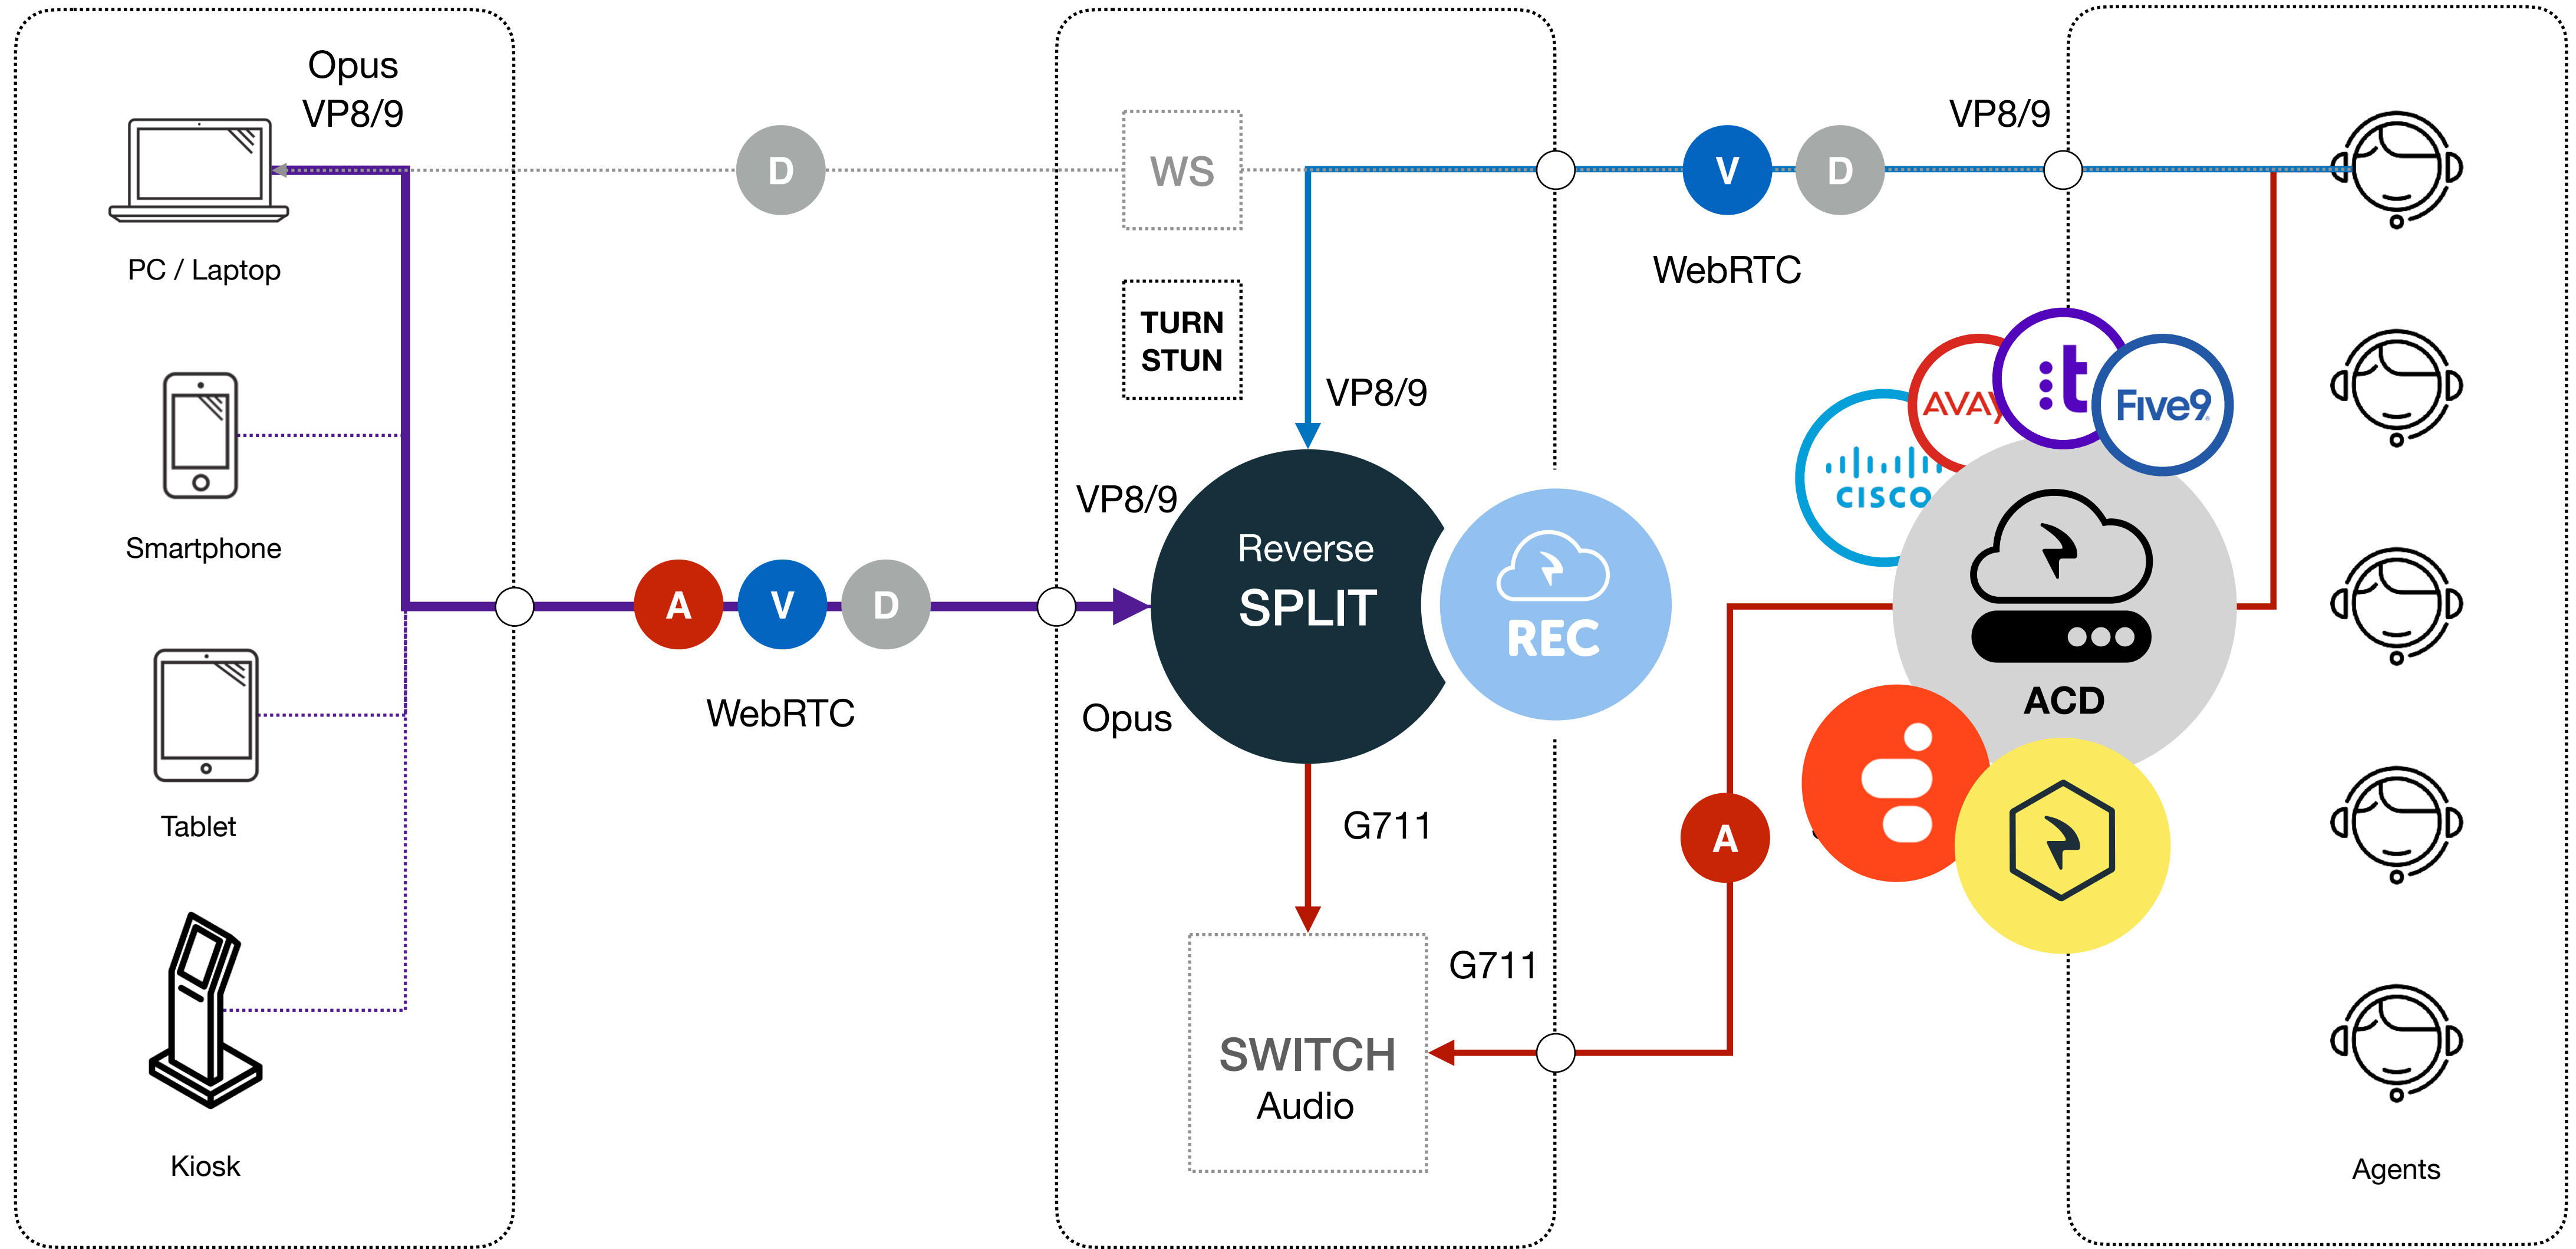 Opus
VP8/9
PC / Laptop
Smartphone
Tablet
Kiosk
D
A
V
D
WebRTC
WS
TURN
STUN
VP8/9
VP8/9
Reverse
SPLIT
Opus
REC
G711
G711
SWITCH
Audio
V
D
VP8/9
WebRTC
CISCO
AVAY
t
Five9
ACD
A
Agents